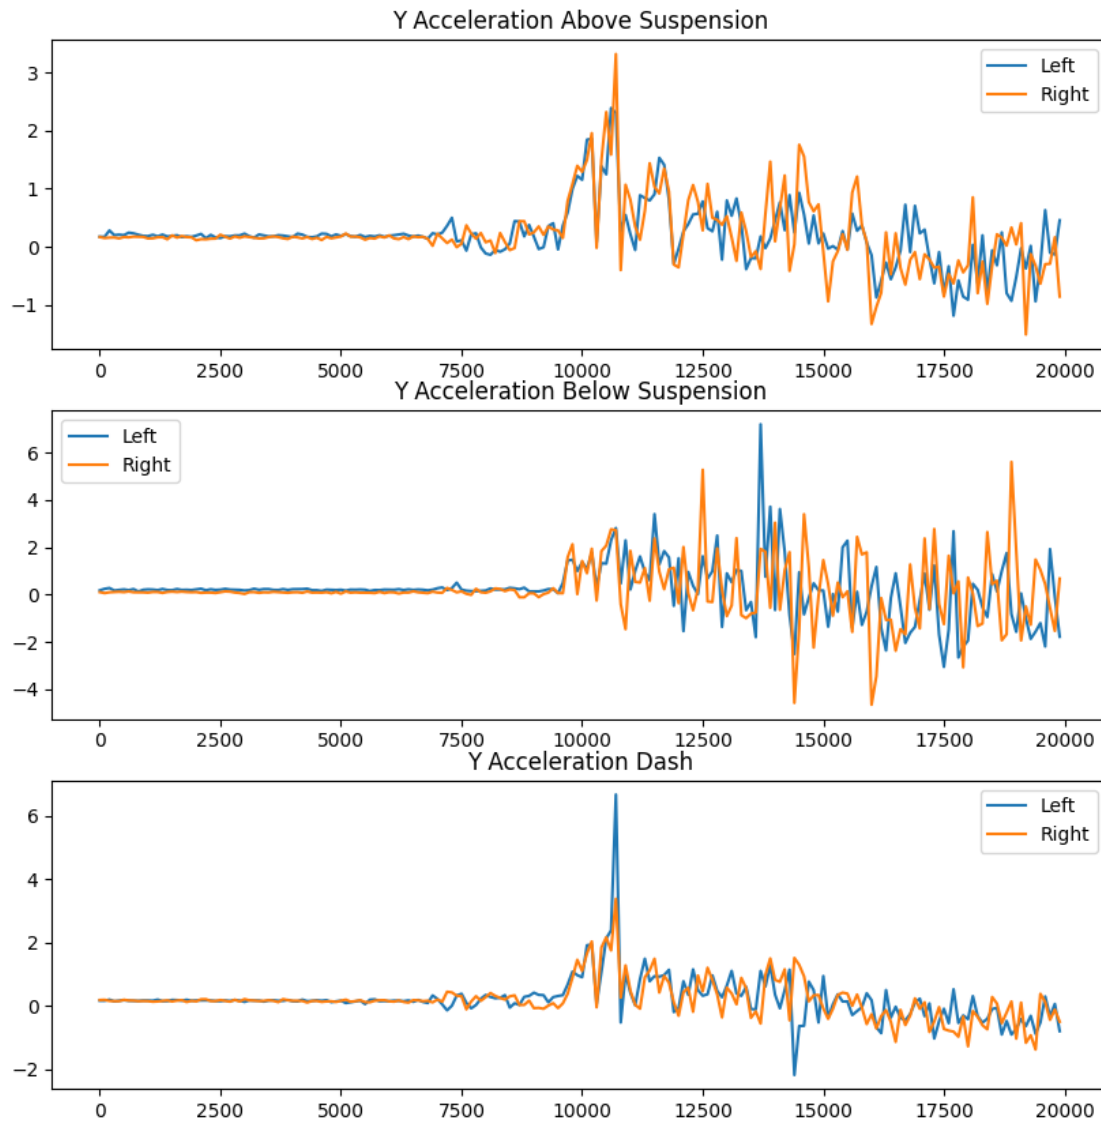 Y Acceleration Above Suspension
Left
Right
3
2
1
0
−1
0 2500 5000 7500 10000 12500 15000 17500 20000
Y Acceleration Below Suspension
Left
Right
6
4
2
0
−2
−4
0 2500 5000 7500 10000 12500 15000 17500 20000
Y Acceleration Dash
Left
Right
6
4
2
0
−2
0 2500 5000 7500 10000 12500 15000 17500 20000